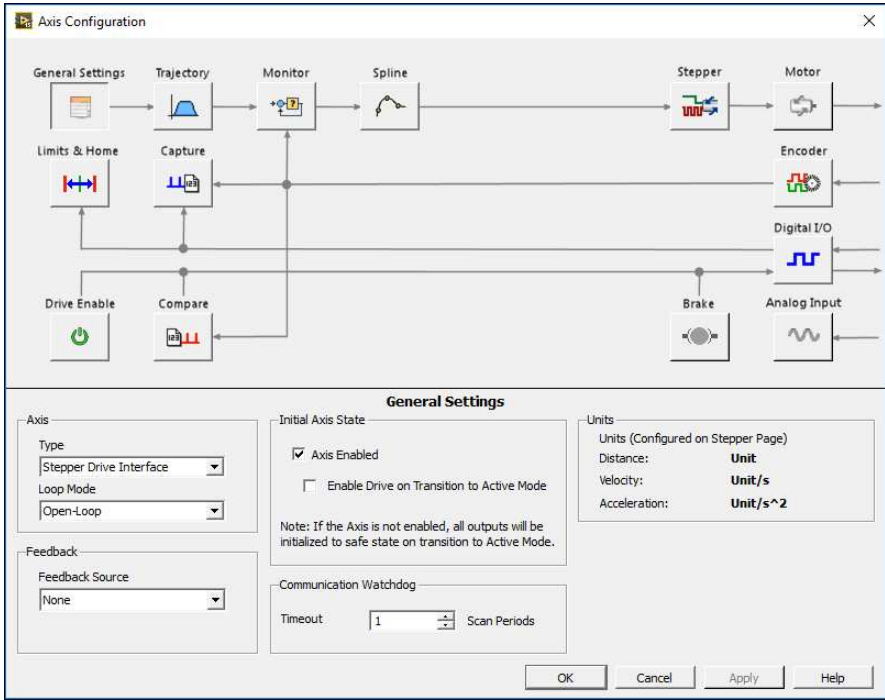 Axis Configuration
General Settings
Trajectory
Monitor
Spline
Stepper
Motor
Limits & Home
Capture
Encoder
Digital I/O
Drive Enable
Compare
Brake
Analog Input
General Settings
Axis
Type
Stepper Drive Interface
Loop Mode
Open-Loop
Feedback
Feedback Source
None
Initial Axis State
Axis Enabled
Enable Drive on Transition to Active Mode
Note: If the Axis is not enabled, all outputs will be
initialized to safe state on transition to Active Mode.
Communication Watchdog
Timeout 1 Scan Periods
Units
Units (Configured on Stepper Page)
Distance: Unit
Velocity: Unit/s
Acceleration: Unit/s^2
OK Cancel Apply Help